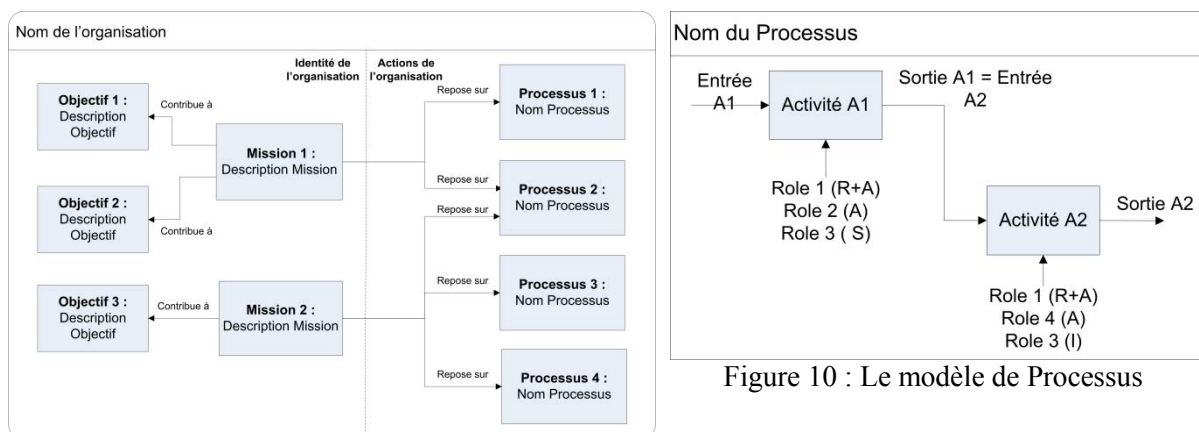 Nom de l'organisation
Identité de
l'organisation
Actions de
l'organisation
Objectif 1 :
Description
Objectif
Contribue à
Mission 1 :
Description Mission
Objectif 2 :
Description
Objectif
Contribue à
Objectif 3 :
Description
Objectif
Contribue à
Mission 2 :
Description Mission
Repose sur
Processus 1 :
Nom Processus
Repose sur
Repose sur
Processus 2 :
Nom Processus
Repose sur
Processus 3 :
Nom Processus
Repose sur
Processus 4 :
Nom Processus
Nom du Processus
Entrée
A1
Activité A1
Sortie A1 = Entrée
A2
Role 1 (R+A)
Role 2 (A)
Role 3 ( S)
Activité A2
Sortie A2
Role 1 (R+A)
Role 4 (A)
Role 3 (I)
Figure 10 : Le modèle de Processus